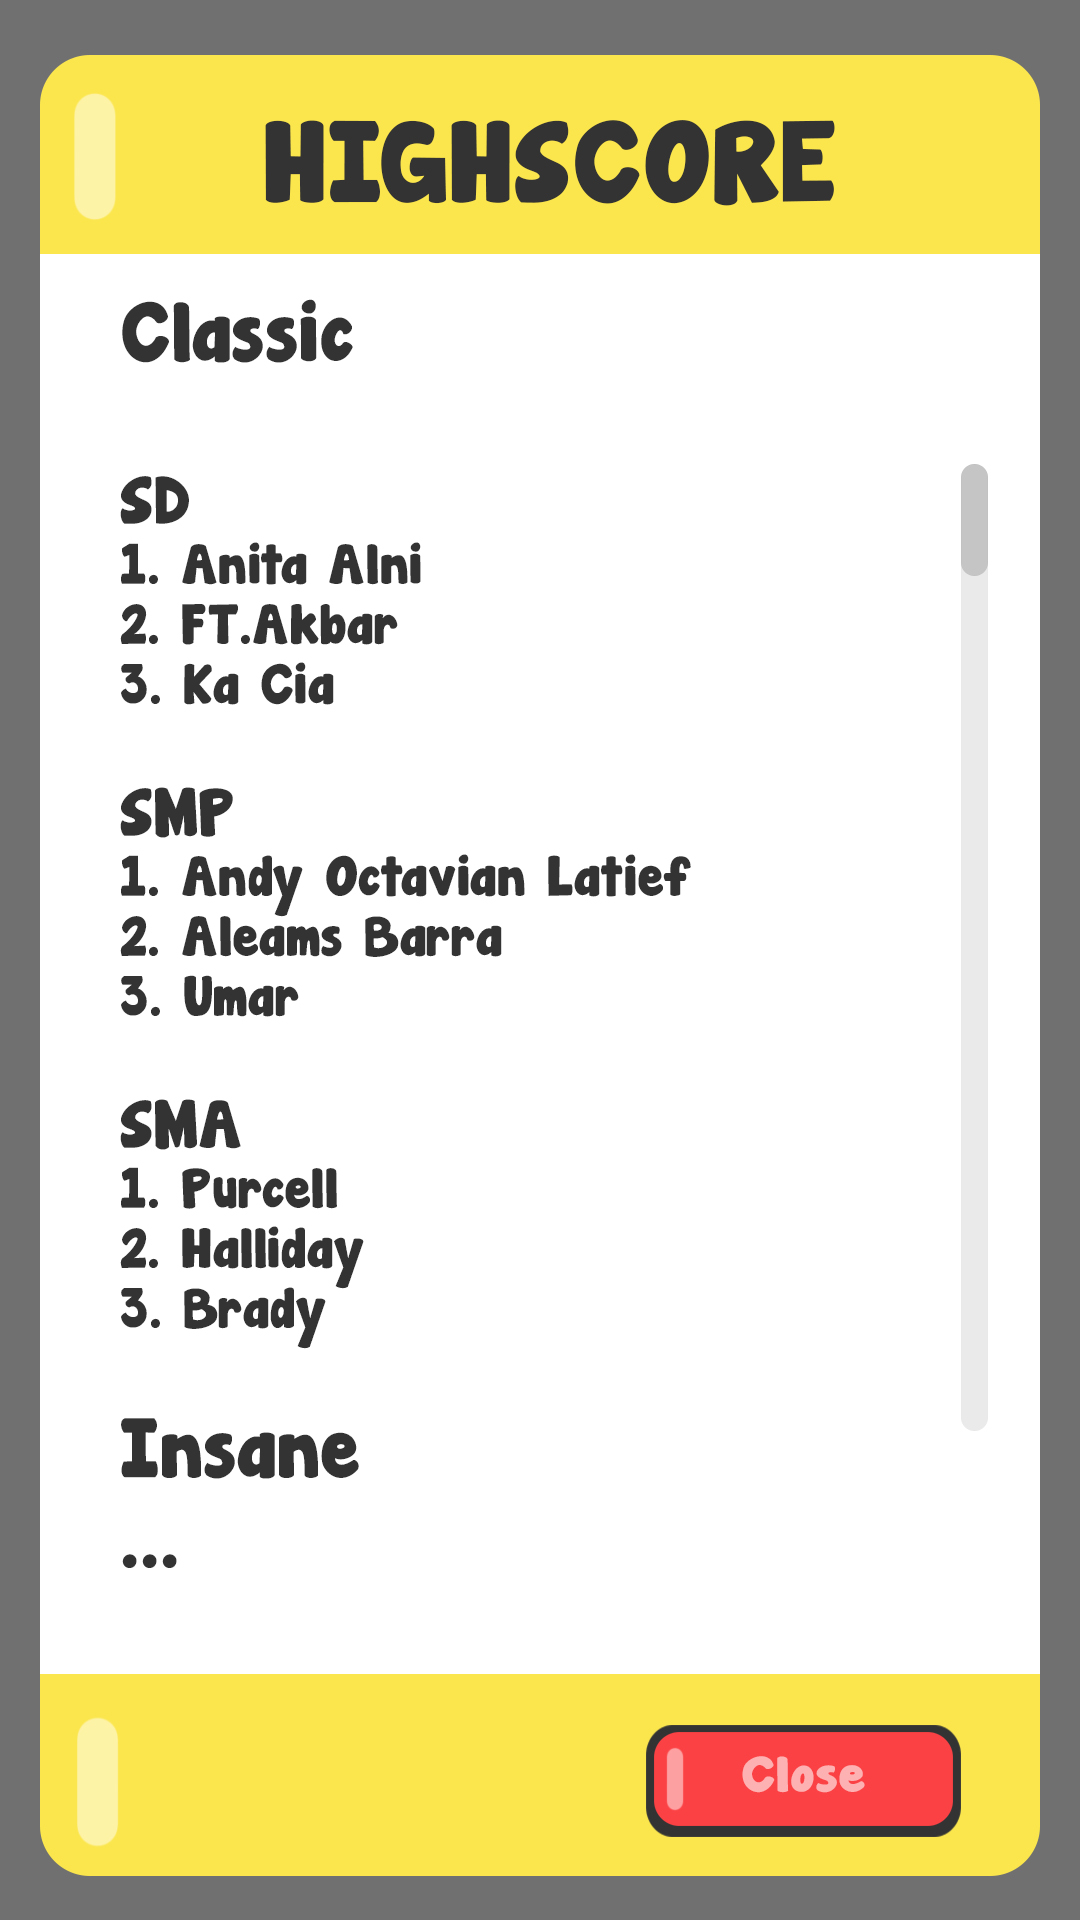 HIGHSCORE
Classic
SD
1. Anita Alni
2. FT.Akbar
3. Ka Cia
SMP
1. Andy Octavian Latief
2. Aleams Barra
3. Umar
SMA
1. Purcell
2. Halliday
3. Brady
Insane
...
Close